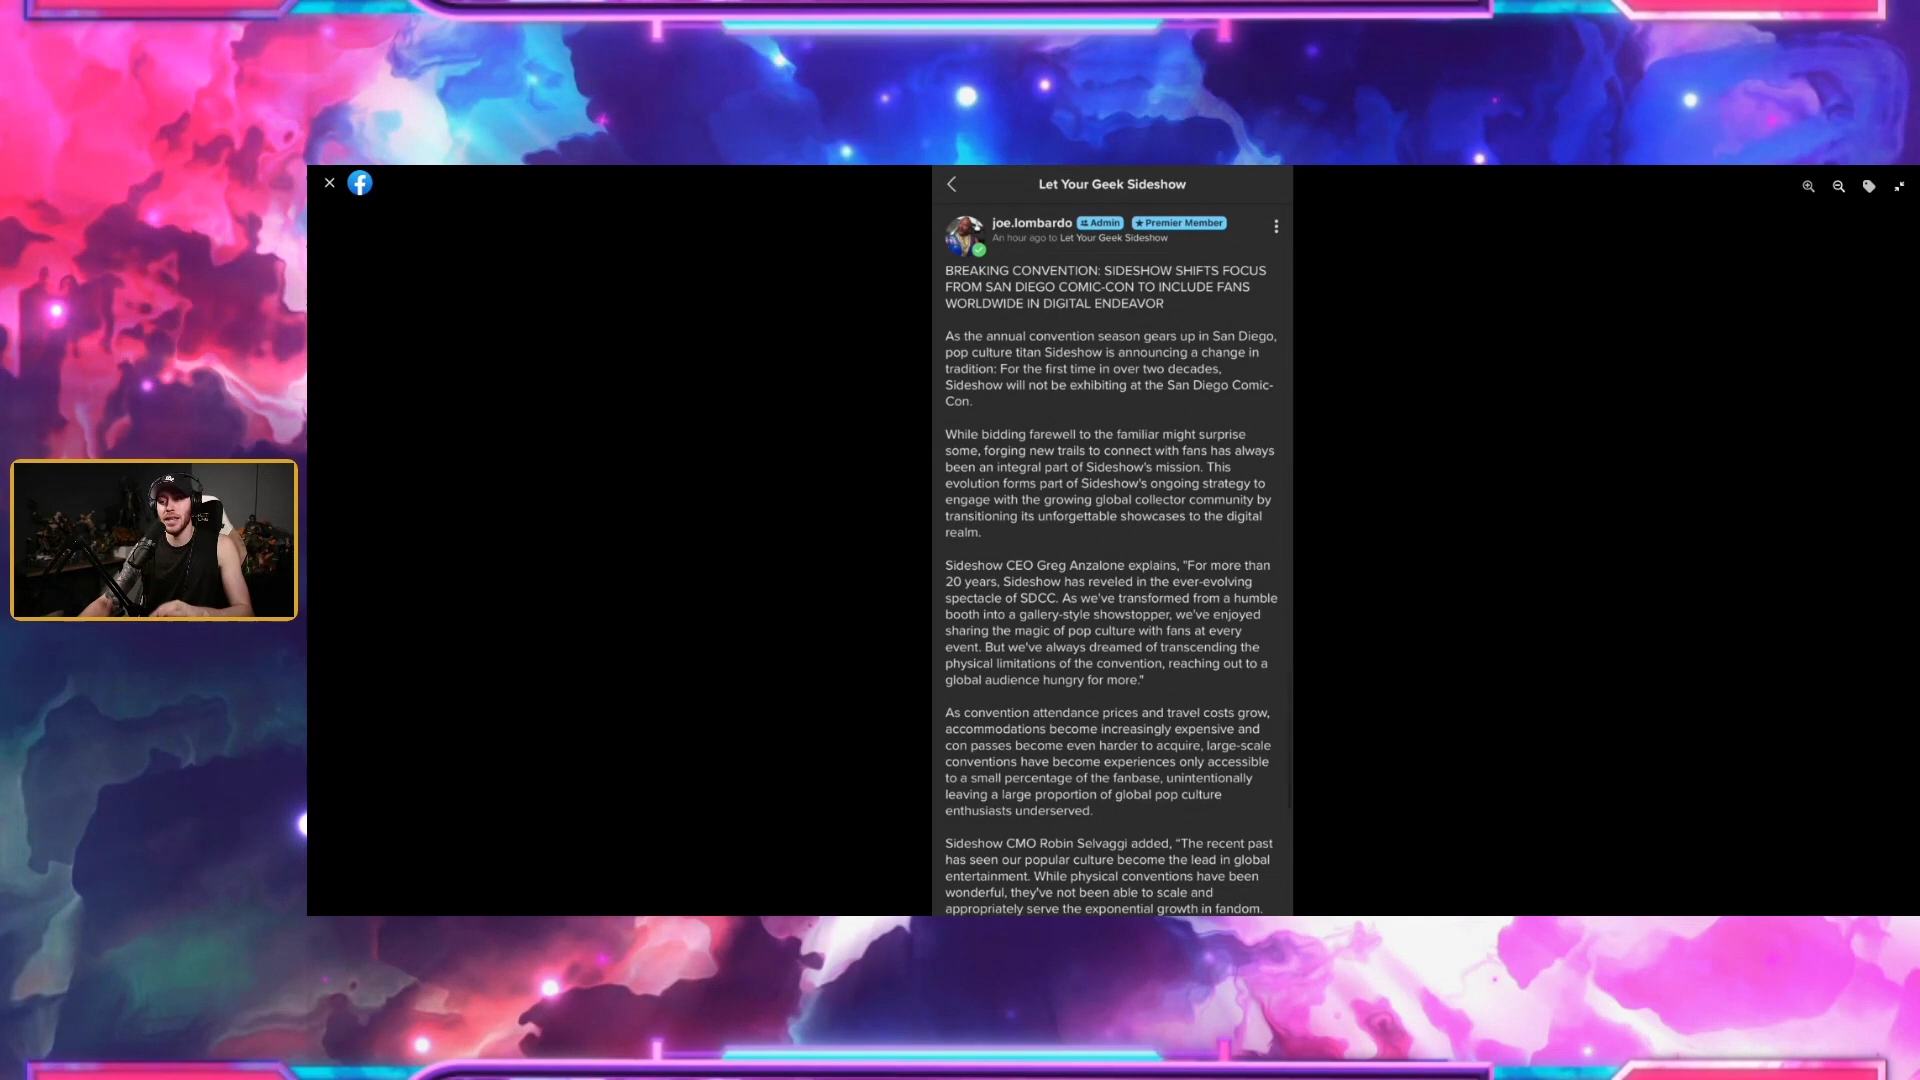 Let Your Geek Sideshow
joe.lombardo Admin ★ Premier Member
An hour ago to Let Your Geek Sideshow
BREAKING CONVENTION: SIDESHOW SHIFTS FOCUS
FROM SAN DIEGO COMIC-CON TO INCLUDE FANS
WORLDWIDE IN DIGITAL ENDEAVOR
As the annual convention season gears up in San Diego,
pop culture titan Sideshow is announcing a change in
tradition: For the first time in over two decades,
Sideshow will not be exhibiting at the San Diego Comic-
Con.
While bidding farewell to the familiar might surprise
some, forging new trails to connect with fans has always
been an integral part of Sideshow's mission. This
evolution forms part of Sideshow's ongoing strategy to
engage with the growing global collector community by
transitioning its unforgettable showcases to the digital
realm.
Sideshow CEO Greg Anzalone explains, "For more than
20 years, Sideshow has reveled in the ever-evolving
spectacle of SDCC. As we've transformed from a humble
booth into a gallery-style showstopper, we've enjoyed
sharing the magic of pop culture with fans at every
event. But we've always dreamed of transcending the
physical limitations of the convention, reaching out to a
global audience hungry for more."
As convention attendance prices and travel costs grow,
accommodations become increasingly expensive and
con passes become even harder to acquire, large-scale
conventions have become experiences only accessible
to a small percentage of the fanbase, unintentionally
leaving a large proportion of global pop culture
enthusiasts underserved.
Sideshow CMO Robin Selvaggi added, “The recent past
has seen our popular culture become the lead in global
entertainment. While physical conventions have been
wonderful, they've not been able to scale and
appropriately serve the exponential growth in fandom.